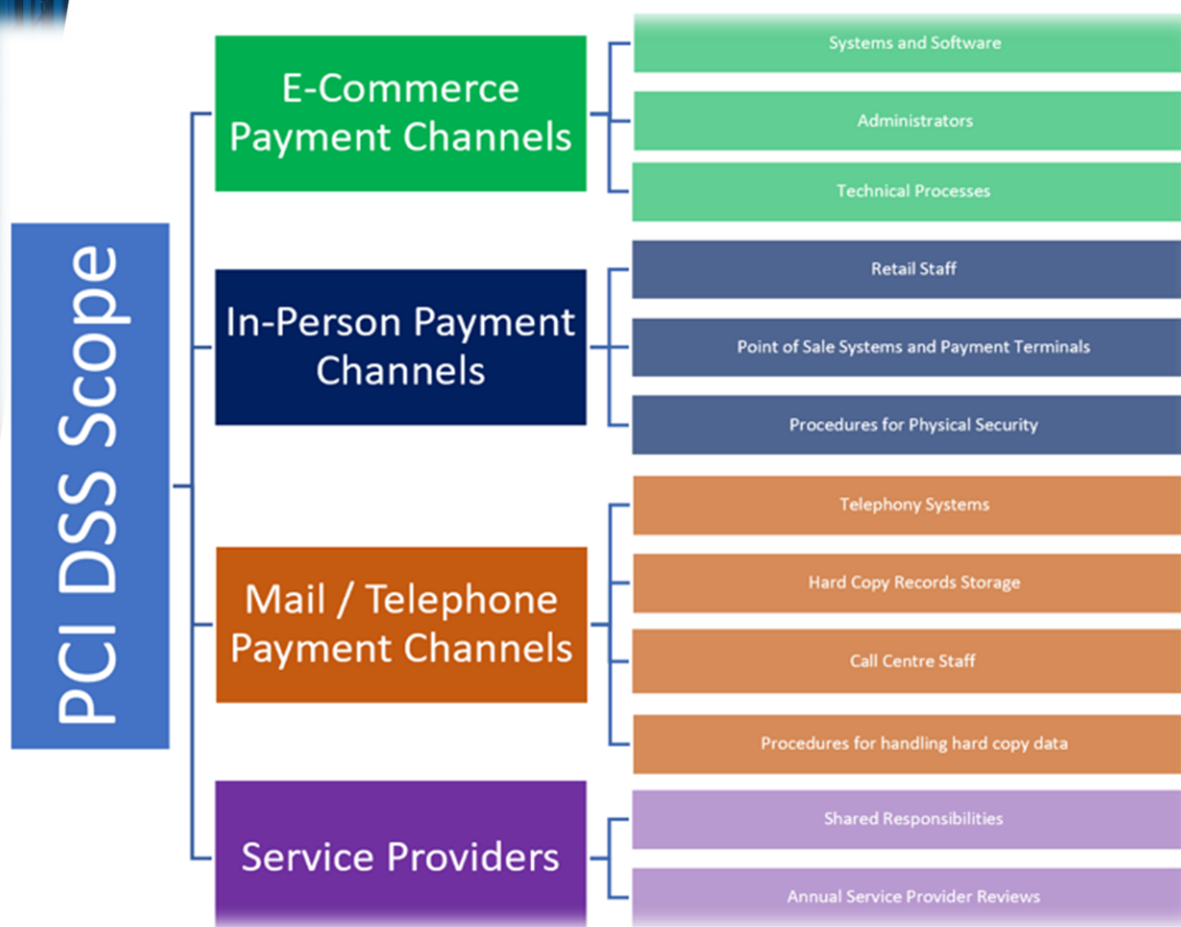 PCI DSS Scope
E-Commerce
Payment Channels
Systems and Software
Administrators
Technical Processes
In-Person Payment
Channels
Retail Staff
Point of Sale Systems and Payment Terminals
Procedures for Physical Security
Mail / Telephone
Payment Channels
Telephony Systems
Hard Copy Records Storage
Call Centre Staff
Procedures for handling hard copy data
Service Providers
Shared Responsibilities
Annual Service Provider Reviews